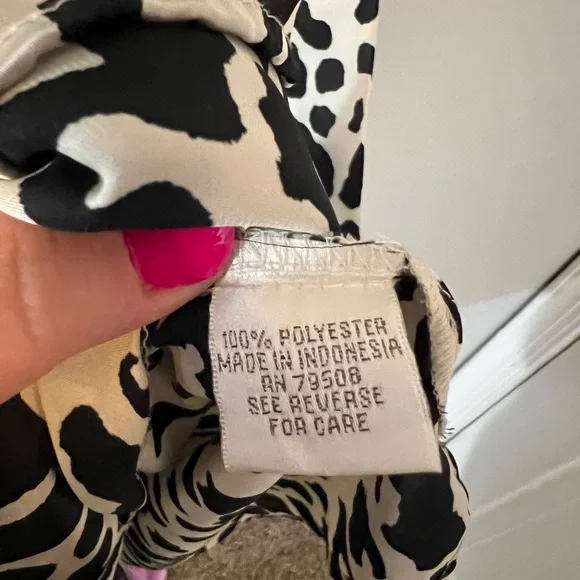 100% POLYESTER
MADE IN INDONESIA
RN 79508
SEE REVERSE
FOR CARE